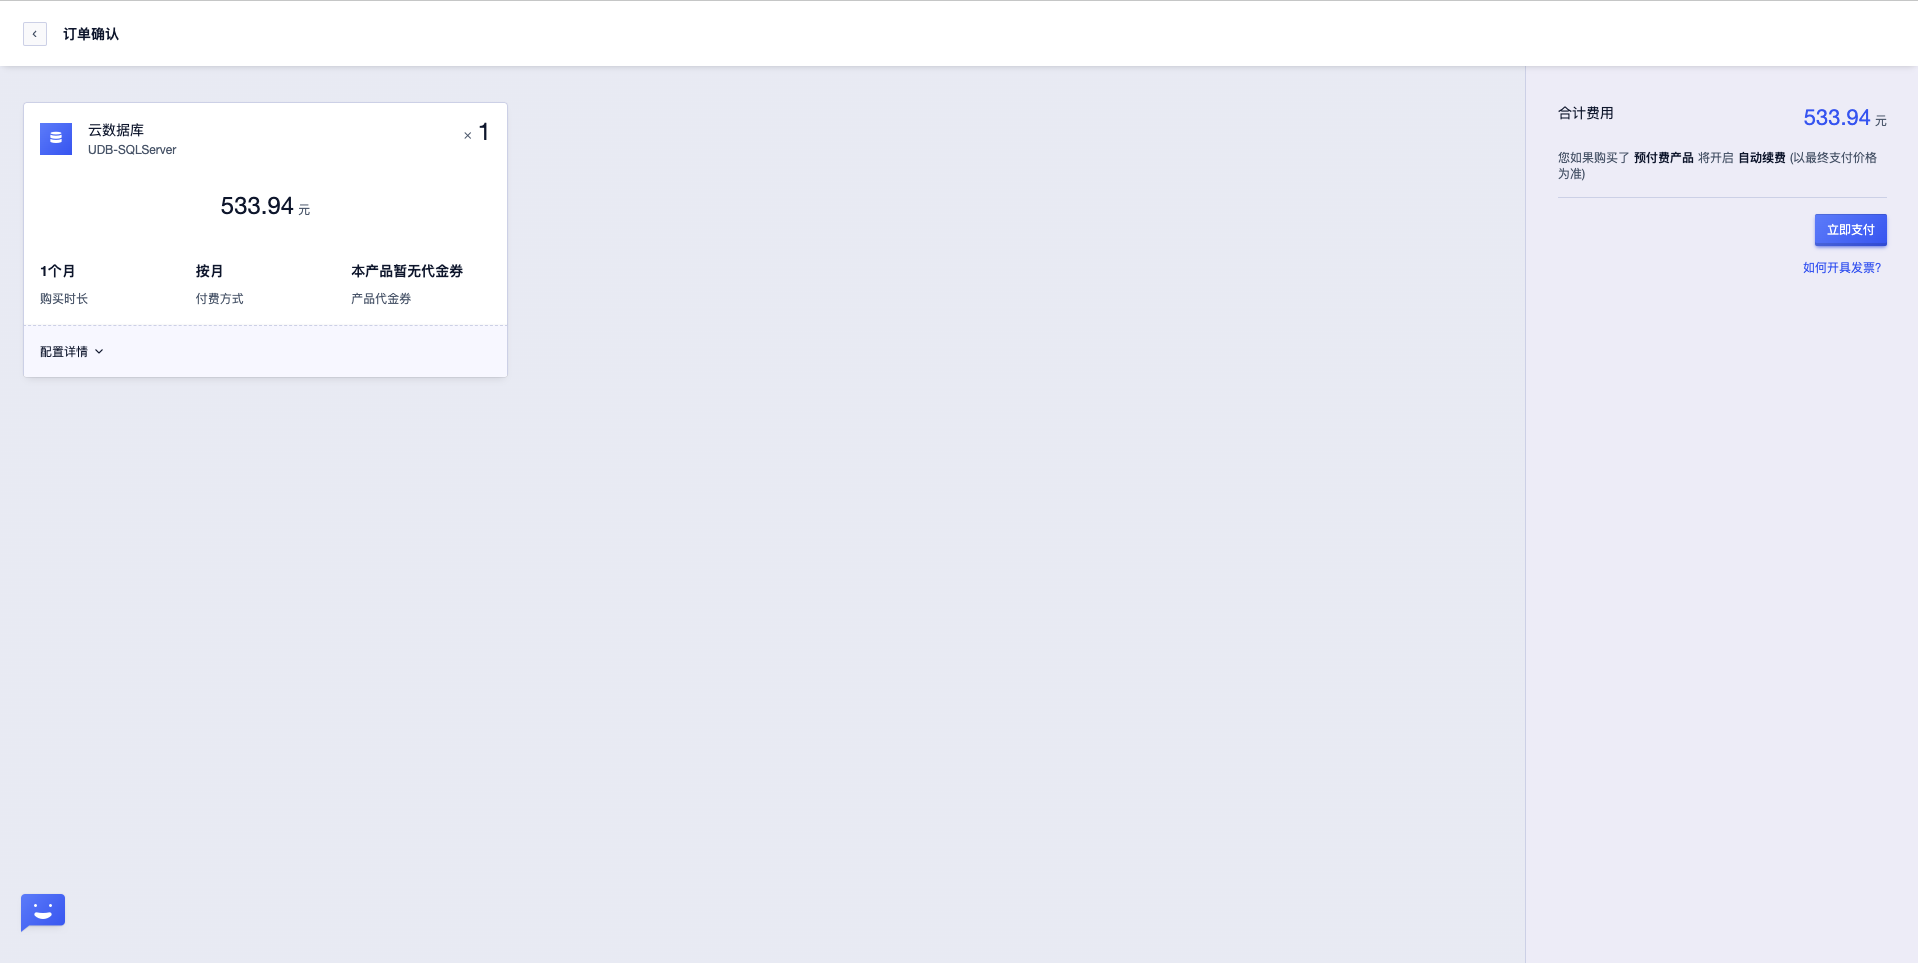 订单确认
云数据库
UDB-SQLServer
× 1
533.94 元
1个月
购买时长
按月
付费方式
本产品暂无代金券
产品代金券
配置详情
合计费用
533.94 元
您如果购买了 预付费产品 将开启 自动续费 (以最终支付价格
为准)
立即支付
如何开具发票?